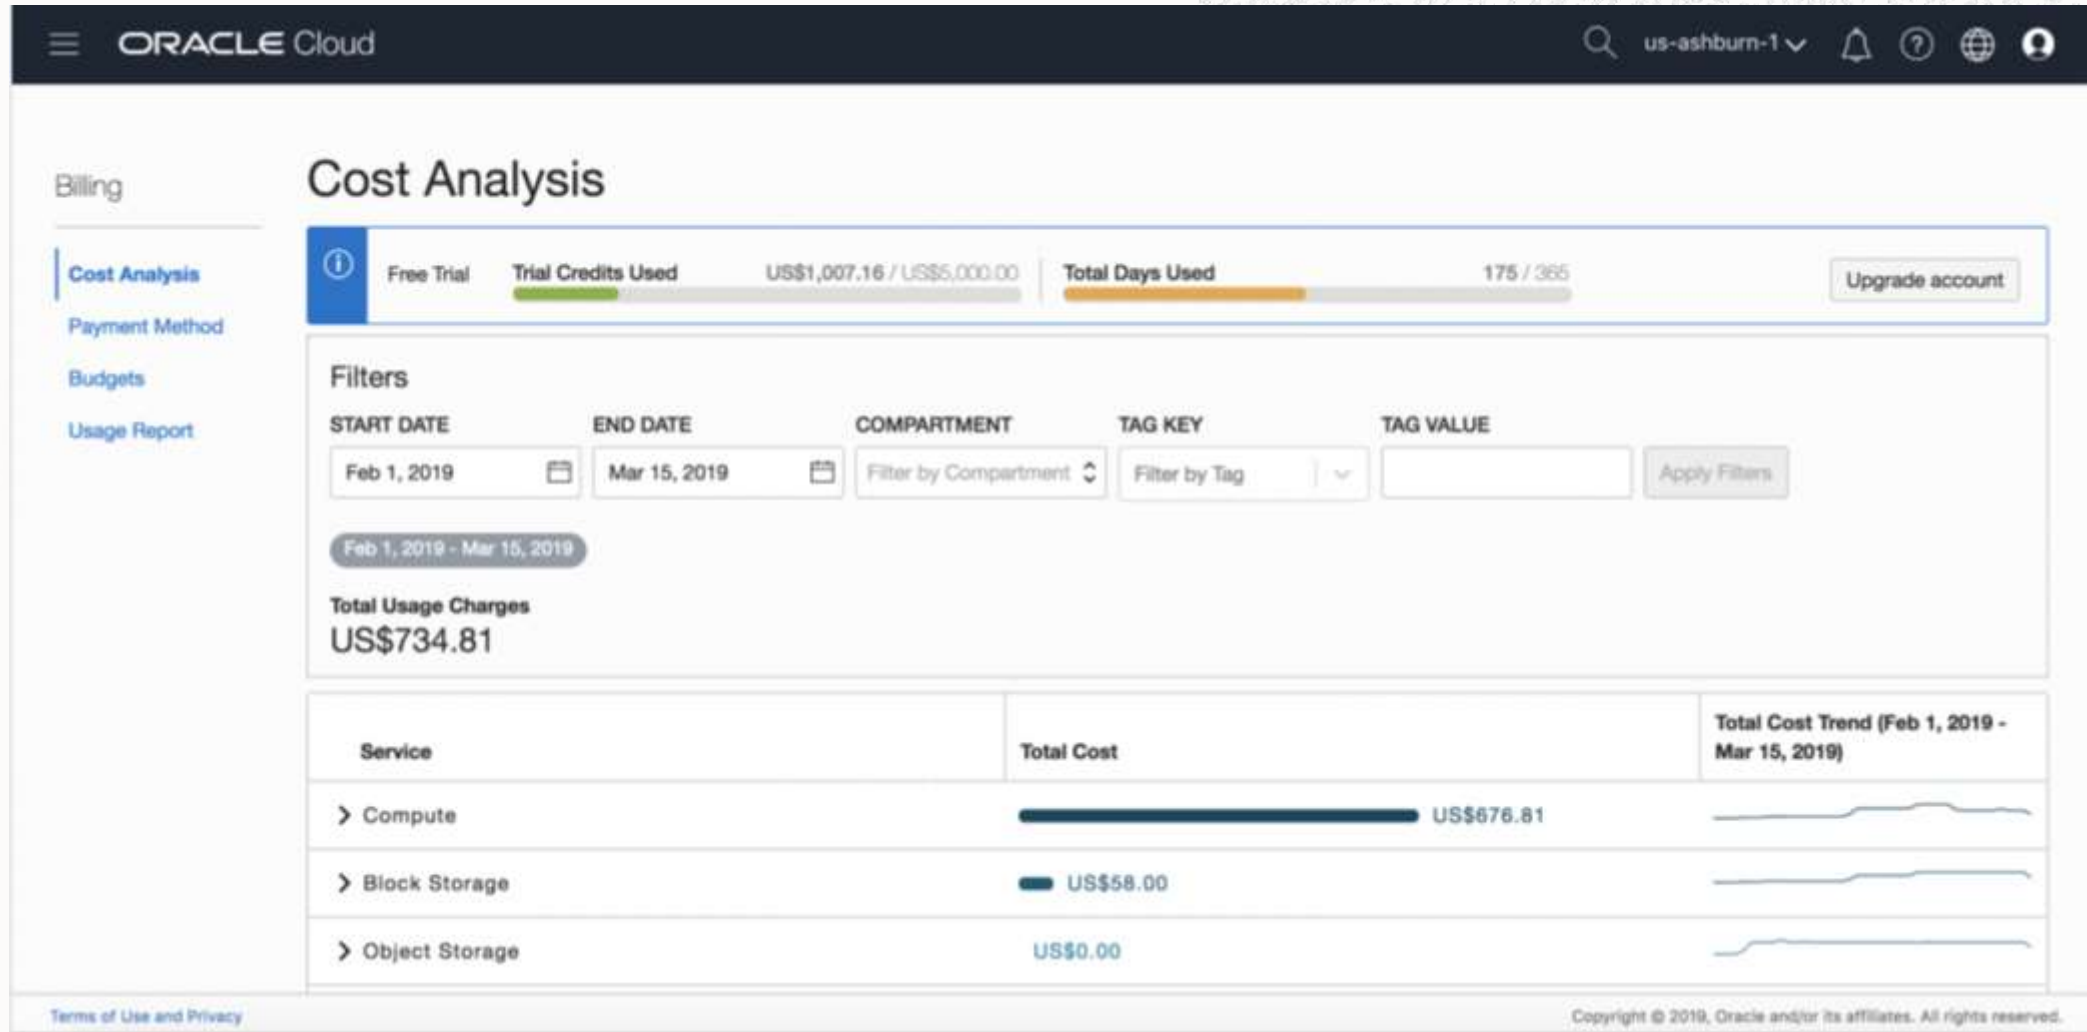 ORACLE Cloud
us-ashburn-1
Billing
Cost Analysis
Payment Method
Budgets
Usage Report
Cost Analysis
Free Trial
Trial Credits Used US$1,007.16 / US$5,000.00
Total Days Used 175 / 365
Upgrade account
Filters
START DATE END DATE COMPARTMENT TAG KEY TAG VALUE
Feb 1, 2019 Mar 15, 2019 Filter by Compartment Filter by Tag Apply Filters
Feb 1, 2019 - Mar 15, 2019
Total Usage Charges
US$734.81
Service Total Cost Total Cost Trend (Feb 1, 2019 -
Mar 15, 2019)
Compute US$676.81
Block Storage US$58.00
Object Storage US$0.00
Terms of Use and Privacy Copyright © 2019, Oracle and/or its affiliates. All rights reserved.